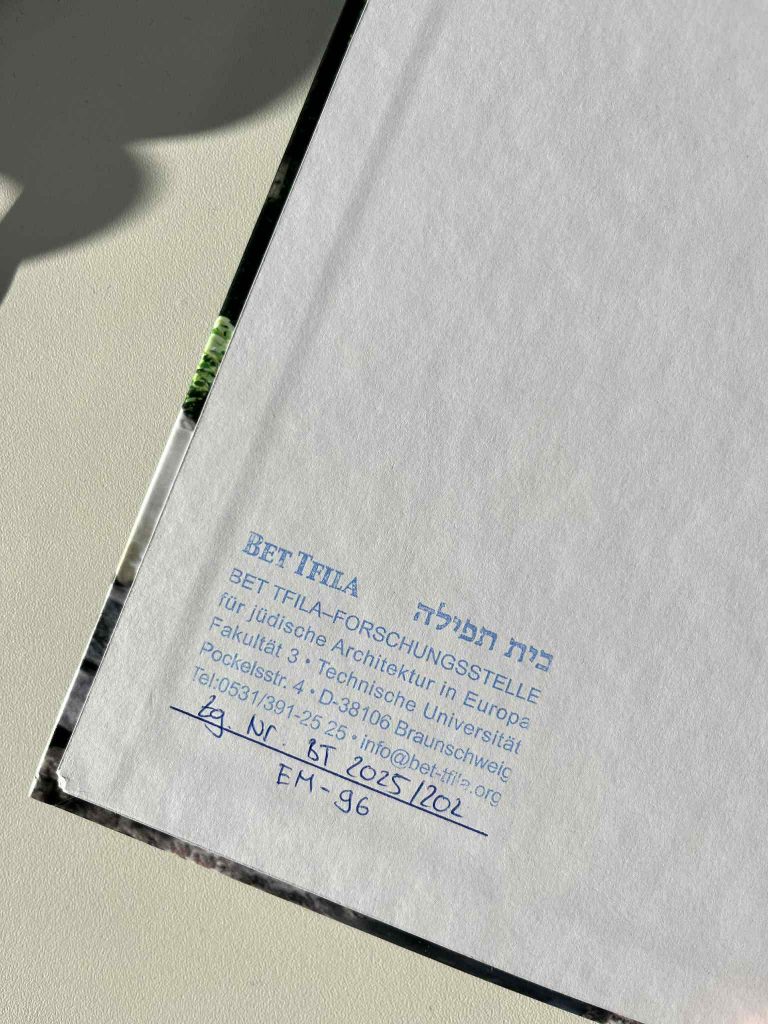 BET TFILA בית תפילה
BET TFILA–FORSCHUNGSSTELLE
für jüdische Architektur in Europa
Fakultät 3 • Technische Universität
Pockelsstr. 4 • D-38106 Braunschweig
Tel:0531/391-25 25 • info@bet-tfila.org
Zg Nr. BT 2025/202
EM-96